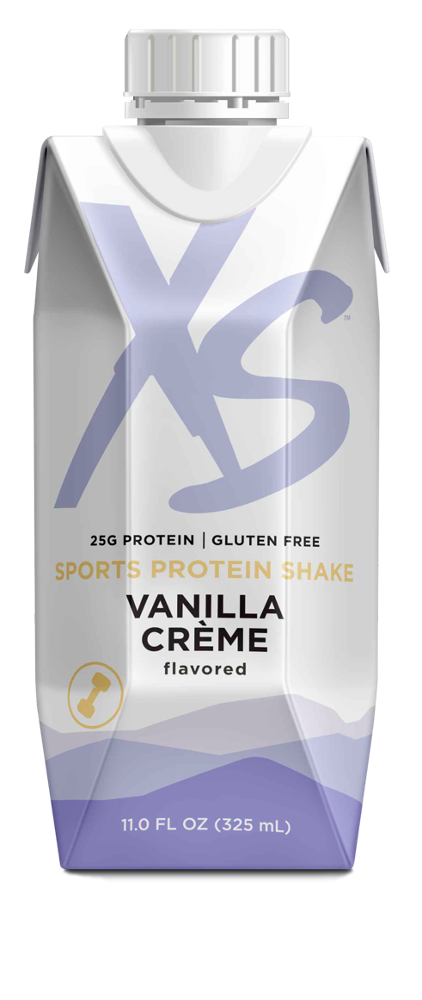 XS
™
25G PROTEIN | GLUTEN FREE
SPORTS PROTEIN SHAKE
VANILLA
CRÈME
flavored
11.0 FL OZ (325 mL)